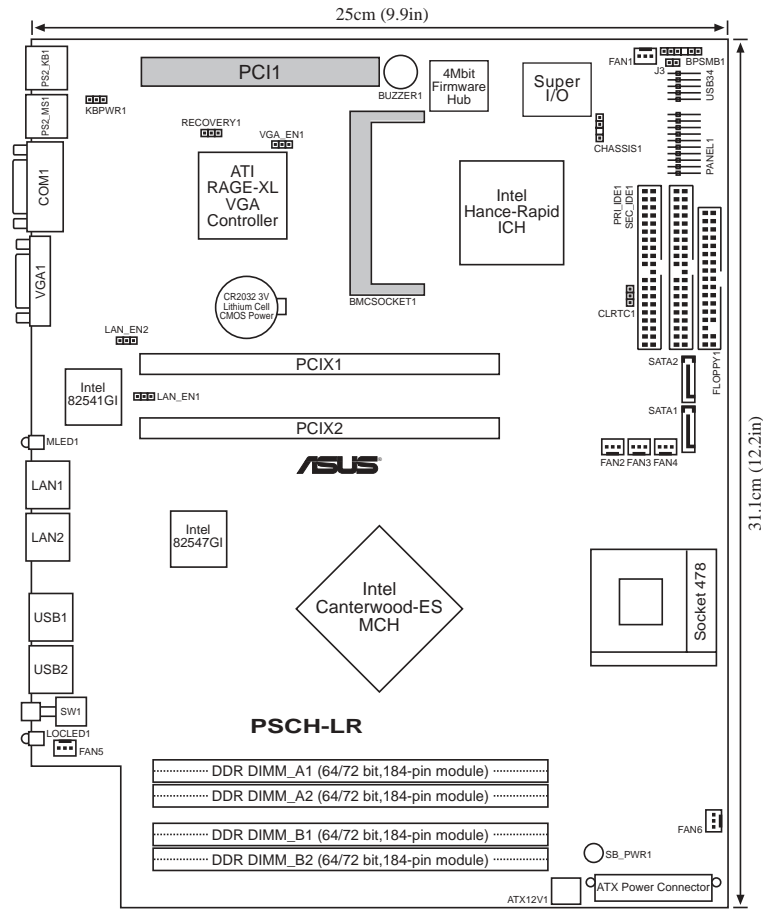 25cm (9.9in)
PS2_KB1
PCI1
BUZZER1
4Mbit
Firmware
Hub
Super
I/O
FAN1
BPSMB1
J3
USB34
KBPWR1
PS2_MS1
RECOVERY1
VGA_EN1
CHASSIS1
PANEL1
COM1
ATI
RAGE-XL
VGA
Controller
Intel
Hance-Rapid
ICH
PRI_IDE1
SEC_IDE1
VGA1
CR2032 3V
Lithium Cell
CMOS Power
BMCSOCKET1
CLRTC1
LAN_EN2
PCIX1
SATA2
FLOPPY1
Intel
82541GI
LAN_EN1
SATA1
PCIX2
MLED1
ASUS
FAN2 FAN3 FAN4
31.1cm (12.2in)
LAN1
LAN2
Intel
82547GI
Intel
Canterwood-ES
MCH
Socket 478
USB1
USB2
SW1
PSCH-LR
LOCLED1
FAN5
DDR DIMM_A1 (64/72 bit,184-pin module)
DDR DIMM_A2 (64/72 bit,184-pin module)
DDR DIMM_B1 (64/72 bit,184-pin module)
DDR DIMM_B2 (64/72 bit,184-pin module)
FAN6
SB_PWR1
ATX12V1
ATX Power Connector